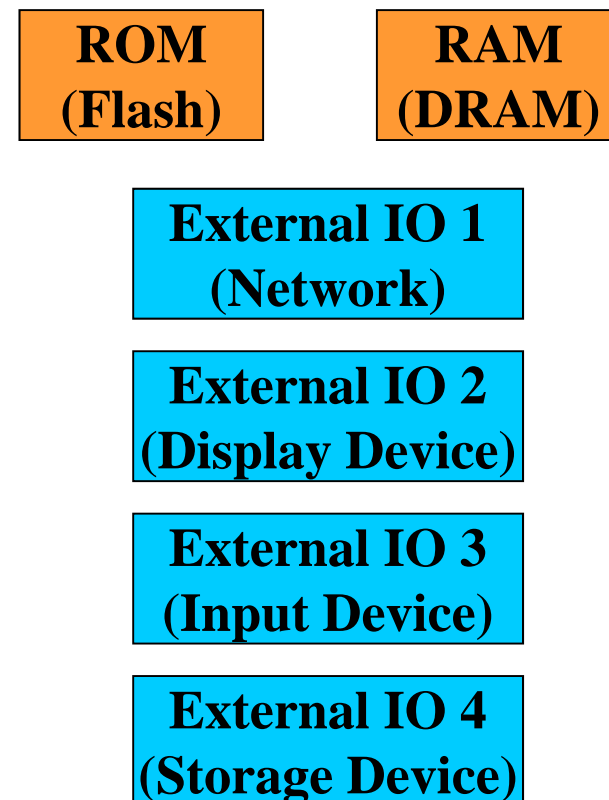 ROM
(Flash)
RAM
(DRAM)
External IO 1
(Network)
External IO 2
(Display Device)
External IO 3
(Input Device)
External IO 4
(Storage Device)